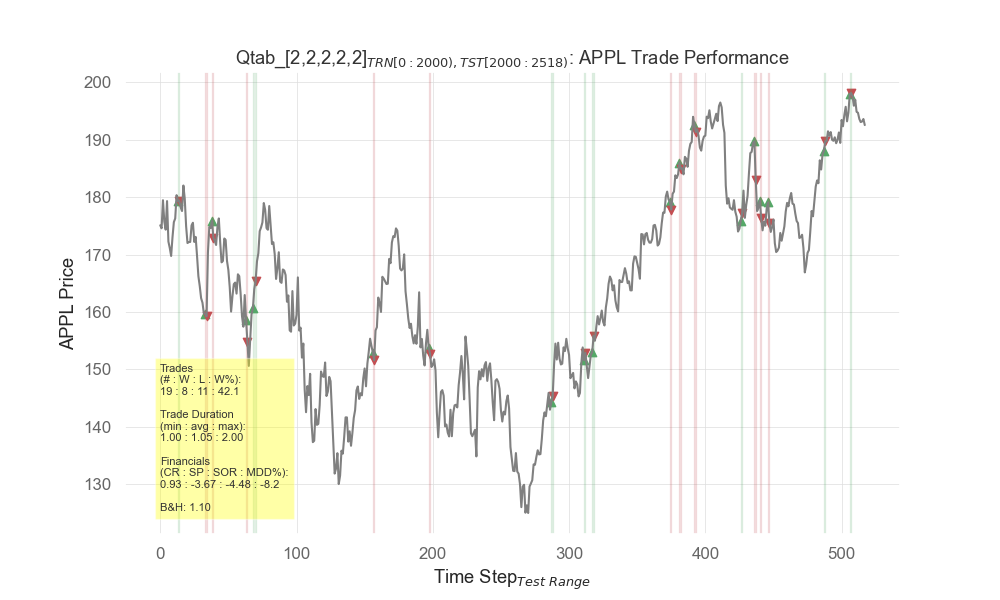 Qtab_[2,2,2,2,2]TRN[0:2000),TST[2000:2518): APPL Trade Performance
200
190
180
170
160
150
140
130
APPL Price
Trades
(# : W : L : W%):
19 : 8 : 11 : 42.1
Trade Duration
(min : avg : max):
1.00 : 1.05 : 2.00
Financials
(CR : SP : SOR : MDD%):
0.93 : -3.67 : -4.48 : -8.2
B&H: 1.10
0 100 200 300 400 500
Time StepTest Range